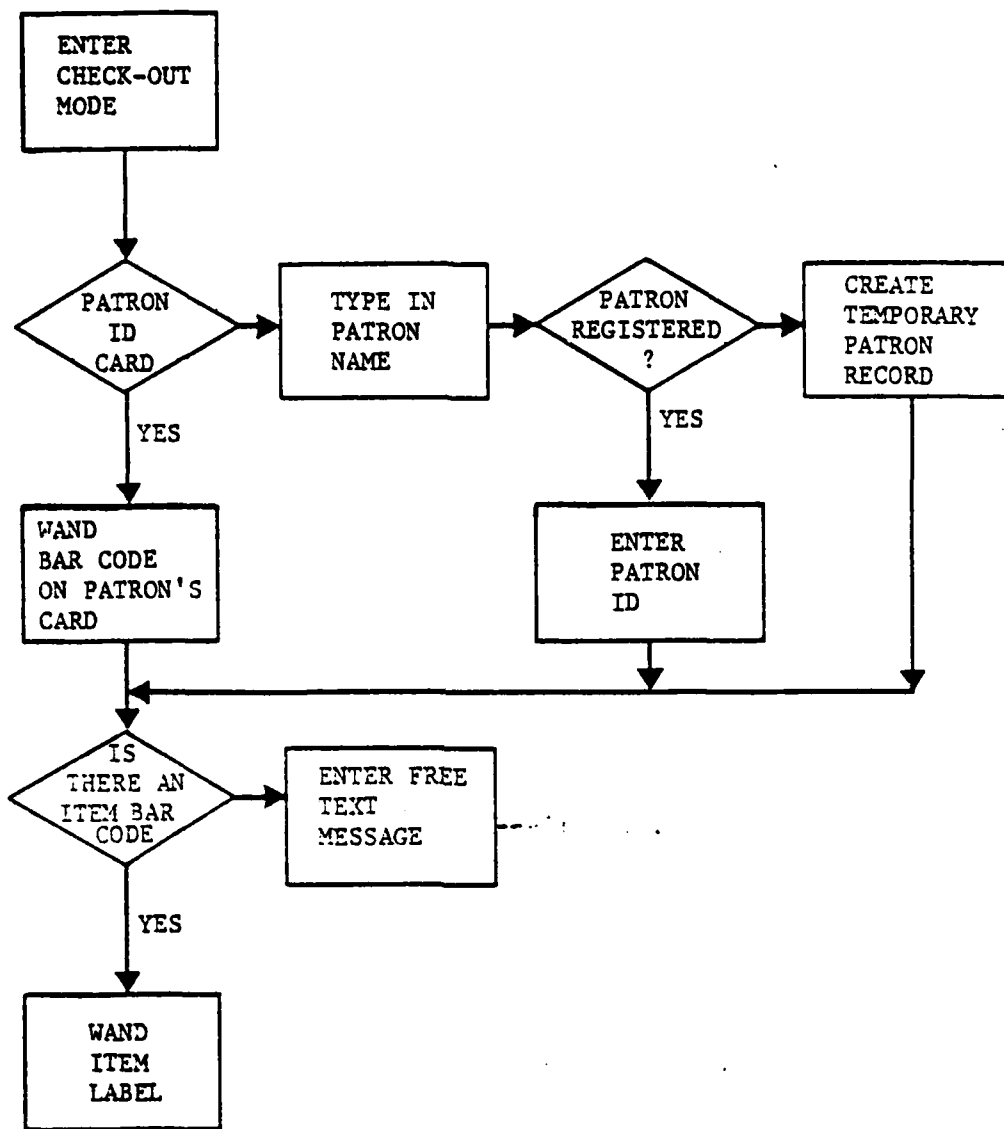 ENTER
CHECK-OUT
MODE
PATRON
ID
CARD
TYPE IN
PATRON
NAME
PATRON
REGISTERED
?
CREATE
TEMPORARY
PATRON
RECORD
YES
YES
WAND
BAR CODE
ON PATRON'S
CARD
ENTER
PATRON
ID
IS
THERE AN
ITEM BAR
CODE
ENTER FREE
TEXT
MESSAGE
YES
WAND
ITEM
LABEL